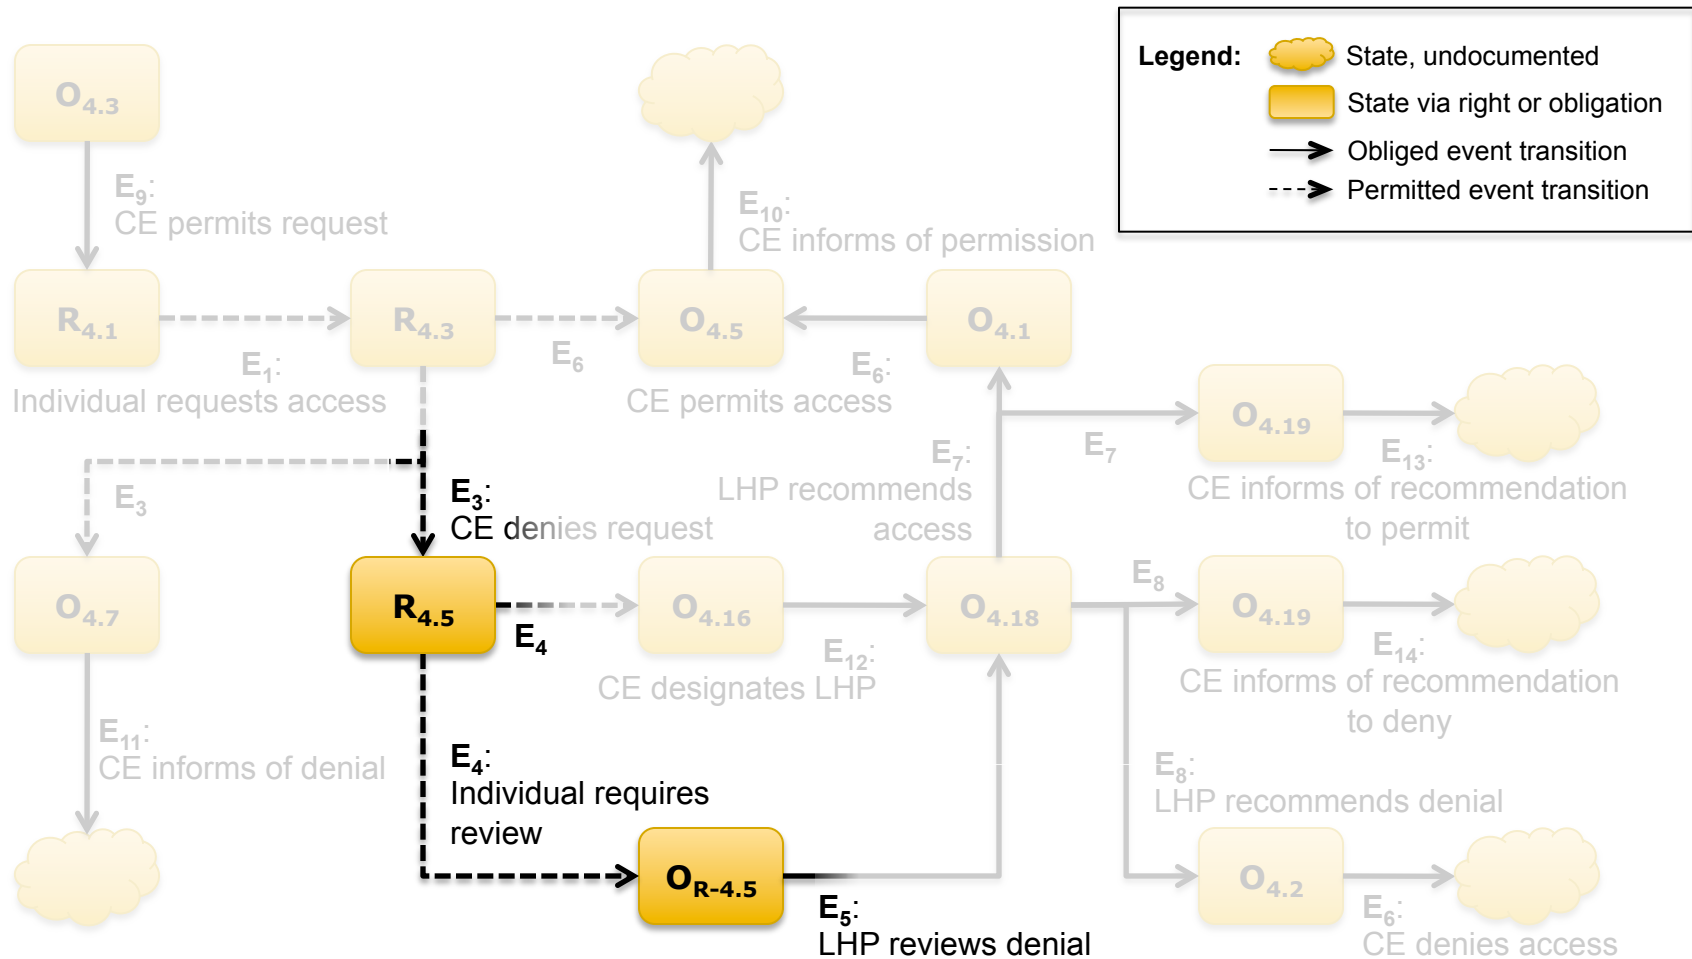 Legend:
State, undocumented
State via right or obligation
Obliged event transition
Permitted event transition
O4.3
E9:
CE permits request
E10:
CE informs of permission
R4.1
R4.3
O4.5
O4.1
E1:
Individual requests access
E6
E6:
CE permits access
O4.19
E3
E3:
CE denies request
E7:
LHP recommends
access
E7
E13:
CE informs of recommendation
to permit
O4.7
R4.5
E4
O4.16
O4.18
E8
O4.19
E12:
CE designates LHP
E14:
CE informs of recommendation
to deny
E11:
CE informs of denial
E4:
Individual requires
review
E8:
LHP recommends denial
OR-4.5
O4.2
E5:
LHP reviews denial
E6:
CE denies access